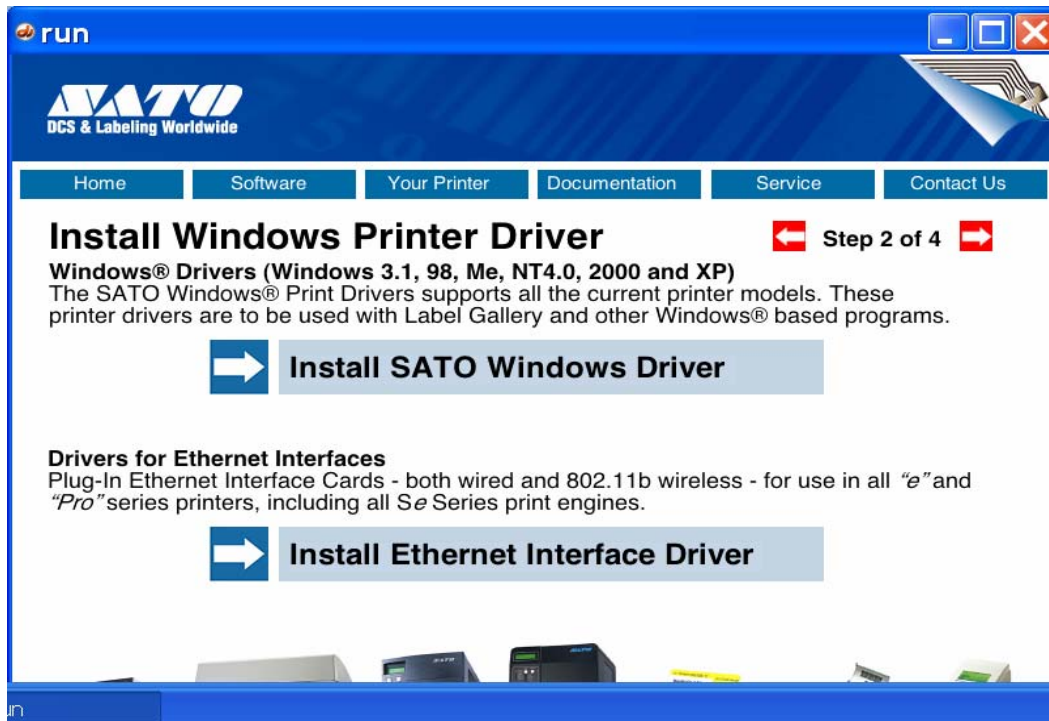 run
SATO
DCS & Labeling Worldwide
Home Software Your Printer Documentation Service Contact Us
Install Windows Printer Driver
Step 2 of 4
Windows® Drivers (Windows 3.1, 98, Me, NT4.0, 2000 and XP)
The SATO Windows® Print Drivers supports all the current printer models. These
printer drivers are to be used with Label Gallery and other Windows® based programs.
Install SATO Windows Driver
Drivers for Ethernet Interfaces
Plug-In Ethernet Interface Cards - both wired and 802.11b wireless - for use in all “e” and
“Pro” series printers, including all Se Series print engines.
Install Ethernet Interface Driver
SATO
SATO
un